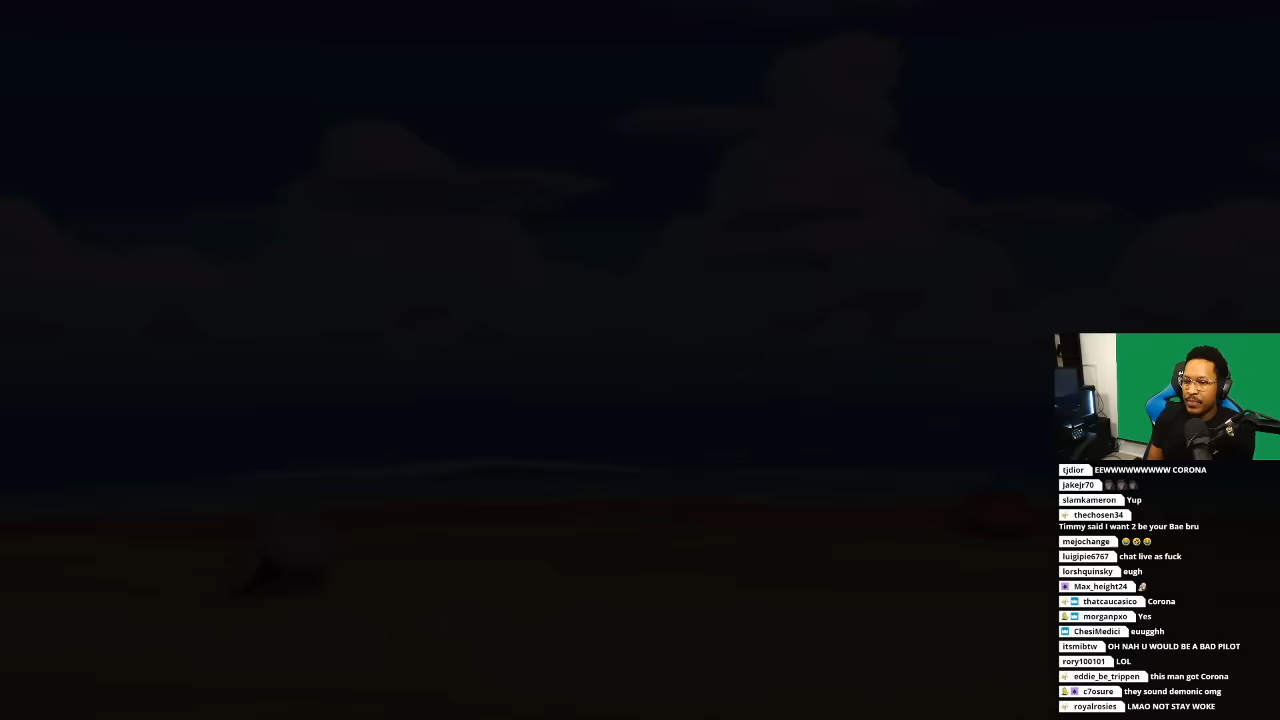 tjdior EEWWWWWWWWWW CORONA
jakejr70
slamkameron Yup
thechosen34
Timmy said I want 2 be your Bae bru
mejochange
luigipie6767 chat live as fuck
lorshquinsky eugh
Max_height24
thatcaucasico Corona
morganpxo Yes
ChesiMedici euugghh
itsmibtw OH NAH U WOULD BE A BAD PILOT
rory100101 LOL
eddie_be_trippen this man got Corona
c7osure they sound demonic omg
royalrosies LMAO NOT STAY WOKE